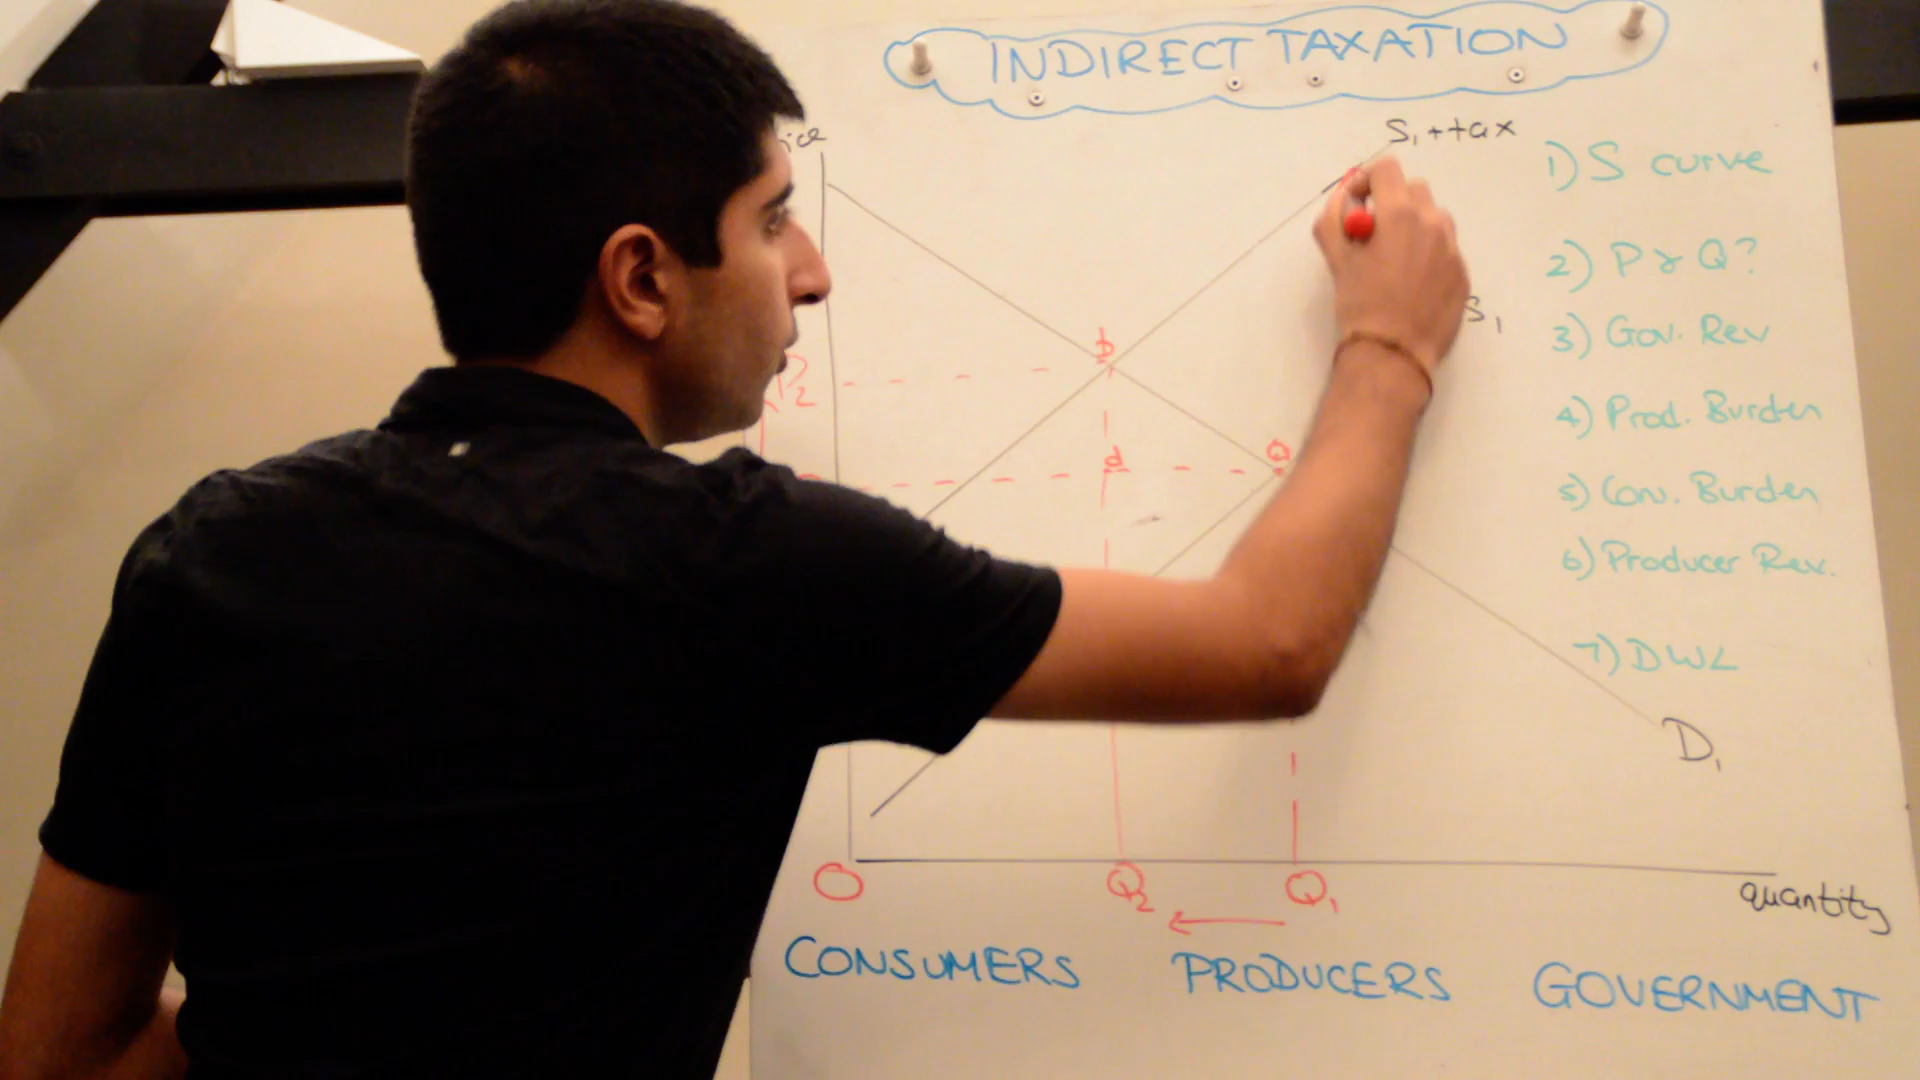 INDIRECT TAXATION
S₁+tax
S₁
b
P₂
d
a
D₁
O
Q₂
Q₁
quantity
1) S curve
2) P & Q?
3) Gov. Rev
4) Prod. Burden
5) Con. Burden
6) Producer Rev.
7) DWL
CONSUMERS PRODUCERS GOVERNMENT